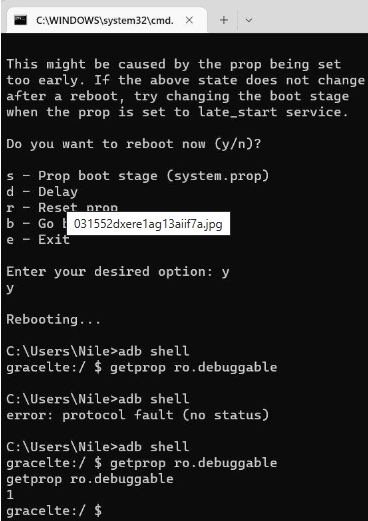 C:\WINDOWS\system32\cmd.
This might be caused by the prop being set
too early. If the above state does not change
after a reboot, try changing the boot stage
when the prop is set to late_start service.
Do you want to reboot now (y/n)?
s - Prop boot stage (system.prop)
d - Delay
r - Reset prop
b - Go
031552dxere1ag13aiif7a.jpg
e - Exit
Enter your desired option: y
y
Rebooting...
C:\Users\Nile>adb shell
gracelte:/ $ getprop ro.debuggable
C:\Users\Nile>adb shell
error: protocol fault (no status)
C:\Users\Nile>adb shell
gracelte:/ $ getprop ro.debuggable
getprop ro.debuggable
1
gracelte:/ $